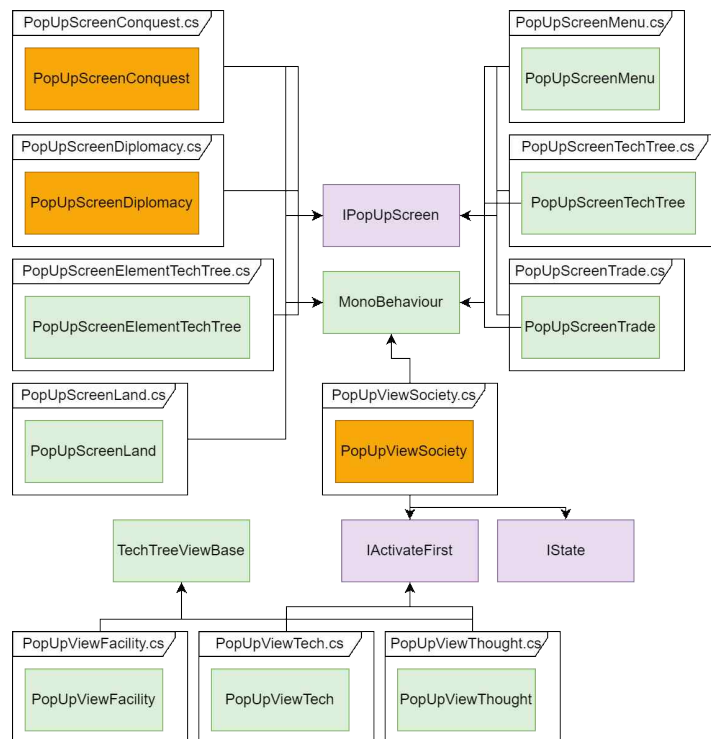 PopUpScreenConquest.cs
PopUpScreenConquest
PopUpScreenMenu.cs
PopUpScreenMenu
PopUpScreenDiplomacy.cs
PopUpScreenDiplomacy
PopUpScreenTechTree.cs
PopUpScreenTechTree
IPopUpScreen
PopUpScreenElementTechTree.cs
PopUpScreenElementTechTree
MonoBehaviour
PopUpScreenTrade.cs
PopUpScreenTrade
PopUpScreenLand.cs
PopUpScreenLand
PopUpViewSociety.cs
PopUpViewSociety
TechTreeViewBase
IActivateFirst
IState
PopUpViewFacility.cs
PopUpViewFacility
PopUpViewTech.cs
PopUpViewTech
PopUpViewThought.cs
PopUpViewThought